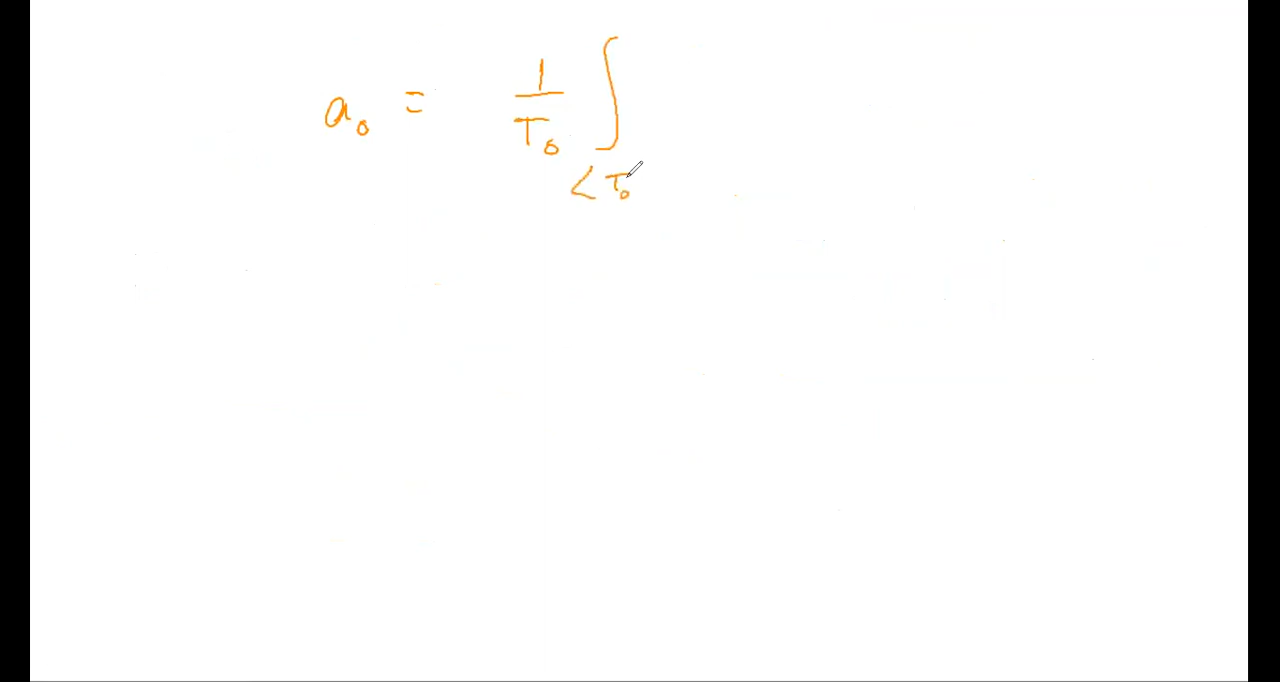 a₀ = 1/T₀ ∫
< T₀